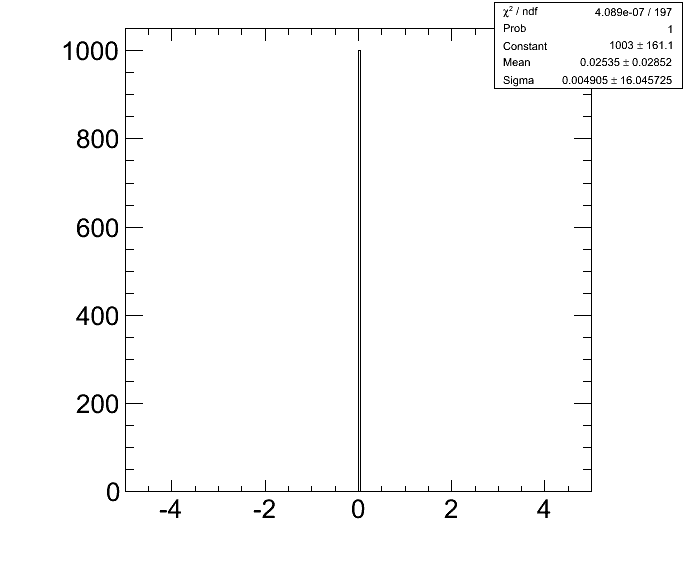 χ² / ndf 4.089e-07 / 197
Prob 1
Constant 1003 ± 161.1
Mean 0.02535 ± 0.02852
Sigma 0.004905 ± 16.045725
1000
800
600
400
200
0
-4 -2 0 2 4